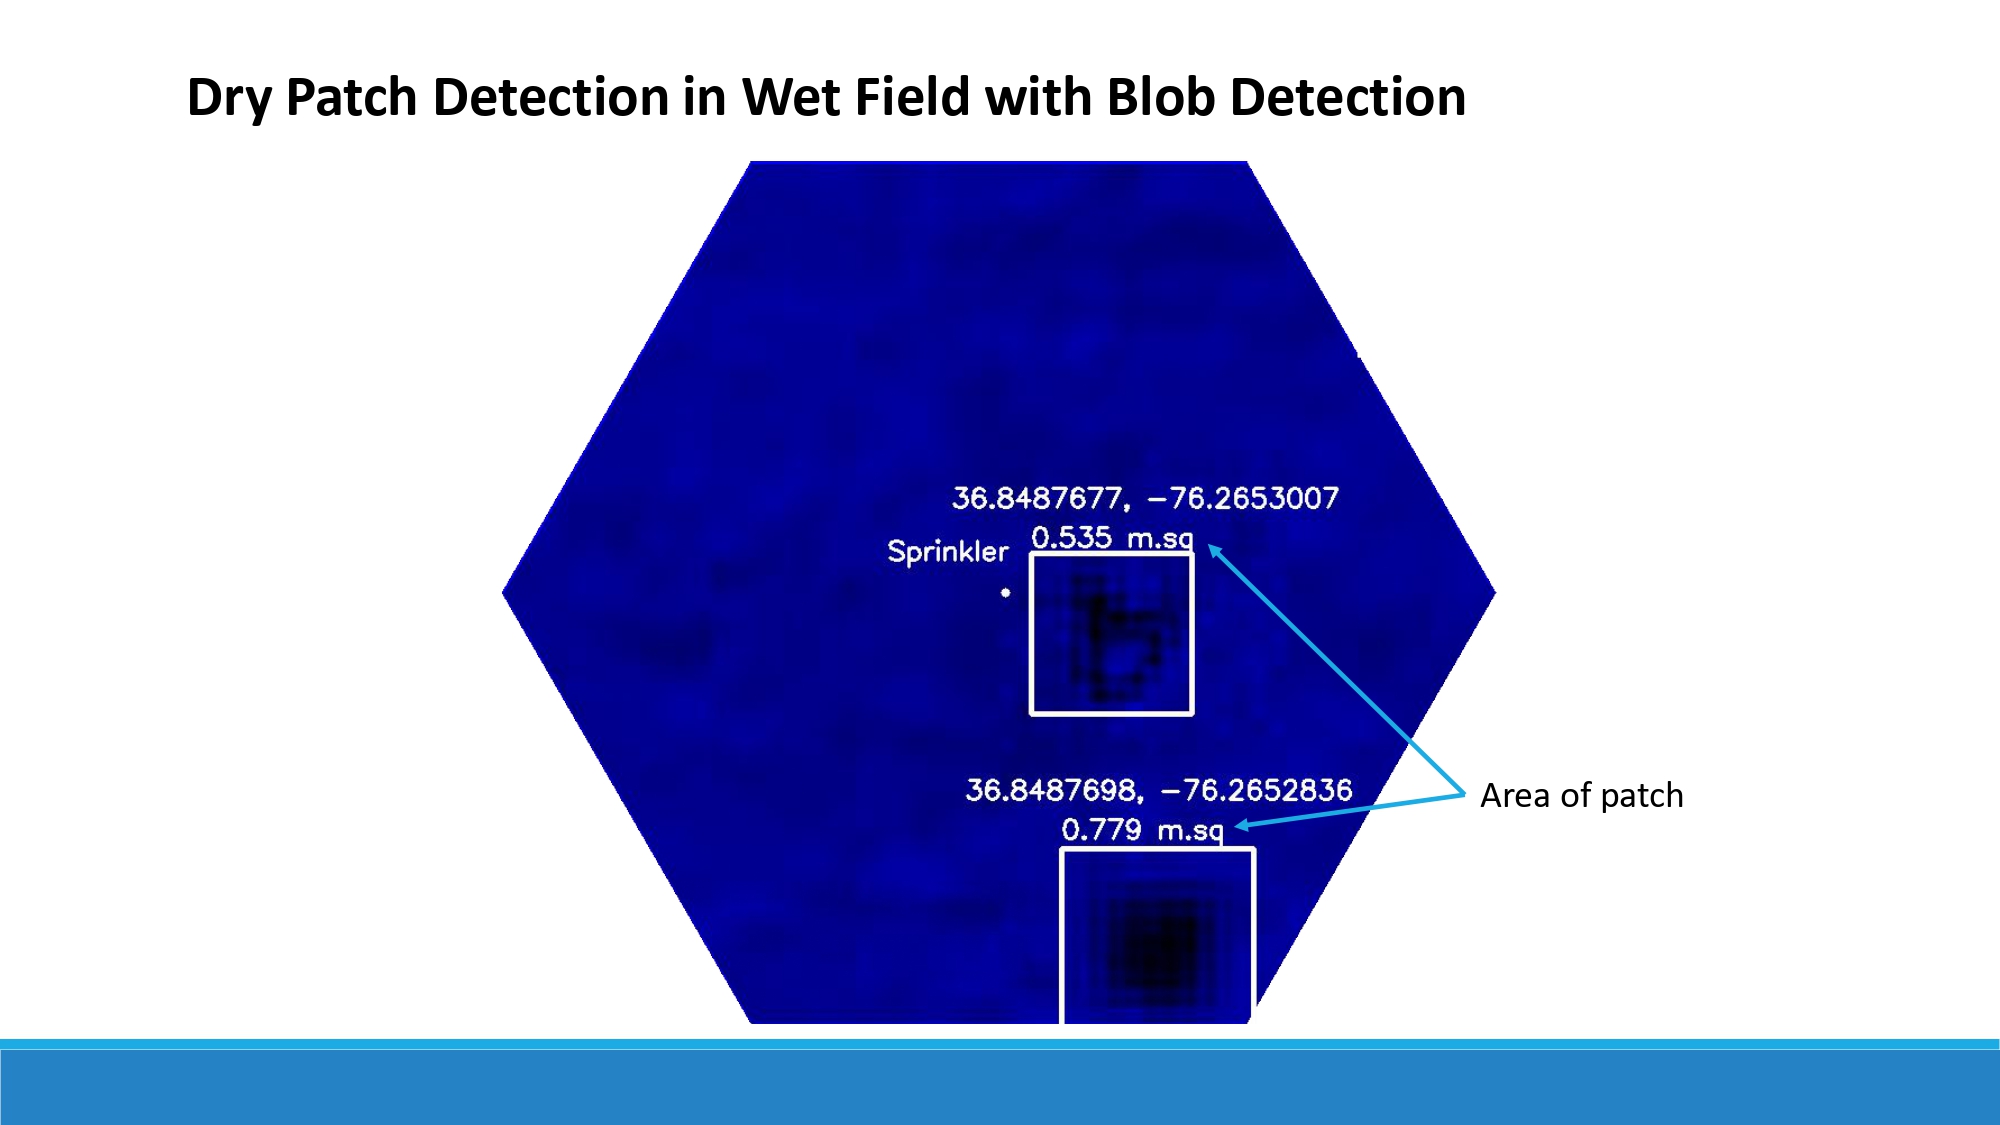 Dry Patch Detection in Wet Field with Blob Detection
36.8487677, -76.2653007
0.535 m.sq
Sprinkler
36.8487698, -76.2652836
0.779 m.sq
Area of patch